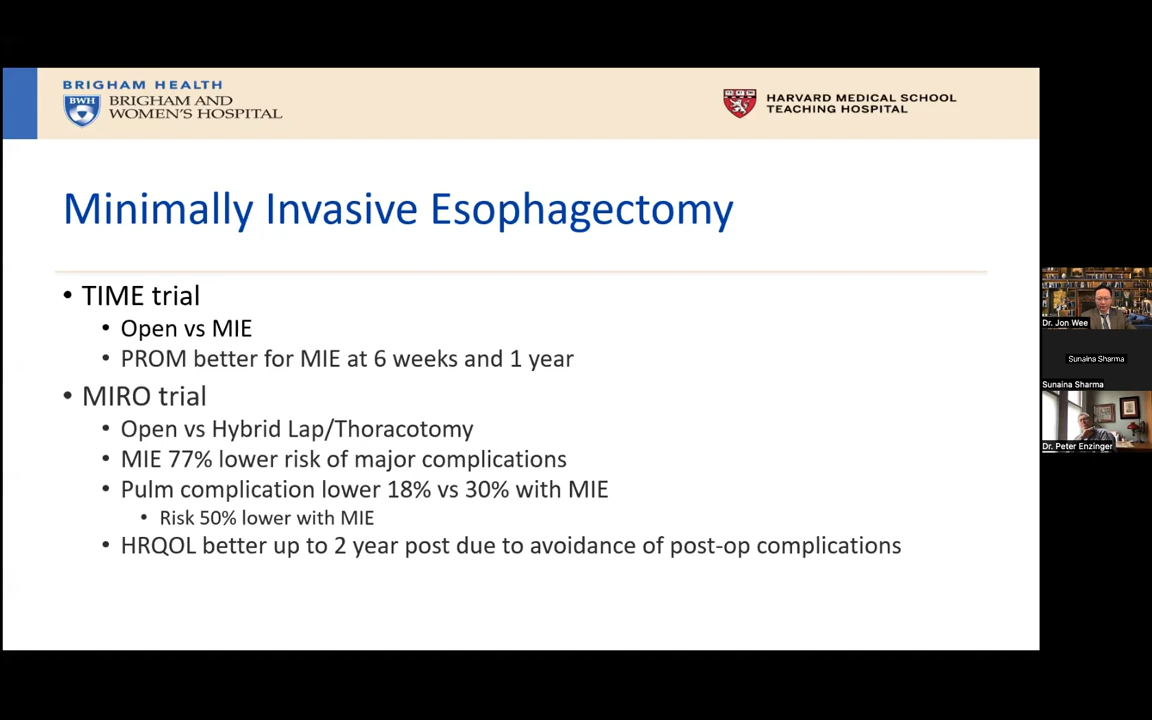 BRIGHAM HEALTH
BWH
BRIGHAM AND
WOMEN'S HOSPITAL
HARVARD MEDICAL SCHOOL
TEACHING HOSPITAL
Minimally Invasive Esophagectomy
• TIME trial
• Open vs MIE
• PROM better for MIE at 6 weeks and 1 year
• MIRO trial
• Open vs Hybrid Lap/Thoracotomy
• MIE 77% lower risk of major complications
• Pulm complication lower 18% vs 30% with MIE
• Risk 50% lower with MIE
• HRQOL better up to 2 year post due to avoidance of post-op complications
Dr. Jon Wee
Sunaina Sharma
Sunaina Sharma
Dr. Peter Enzinger